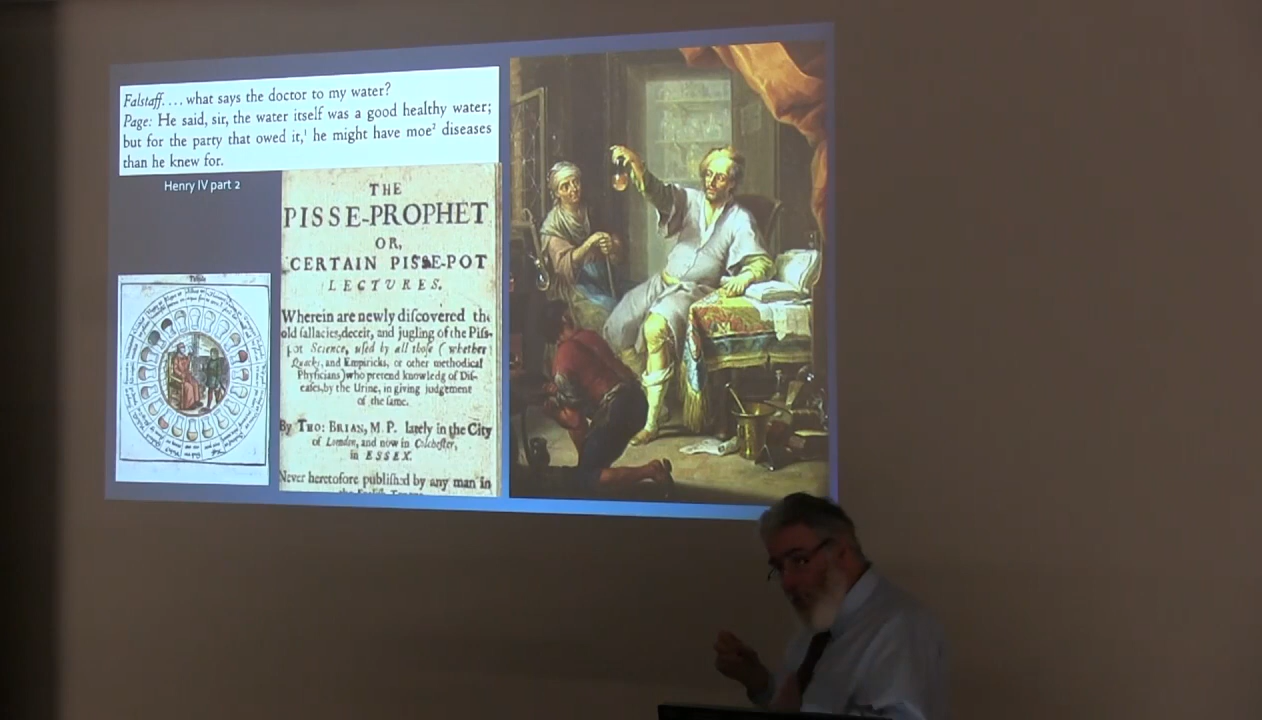 Falstaff. . . . what says the doctor to my water?
Page: He said, sir, the water itself was a good healthy water;
but for the party that owed it,¹ he might have moe² diseases
than he knew for.
Henry IV part 2
THE
PISSE-PROPHET
OR,
CERTAIN PISSE-POT
LECTURES.
Wherein are newly diſcovered the
old fallacies, deceit, and jugling of the Piſſ-
pot Science, uſed by all thoſe (whether
Quacks, and Empiricks, or other methodical
Phyſicians) who pretend knowledg of Diſ-
eaſes, by the Urine, in giving judgement
of the ſame.
By THO: BRIAN, M. P. lately in the City
of London, and now in Colcheſter,
in ESSEX.
Never heretofore publiſhed by any man in